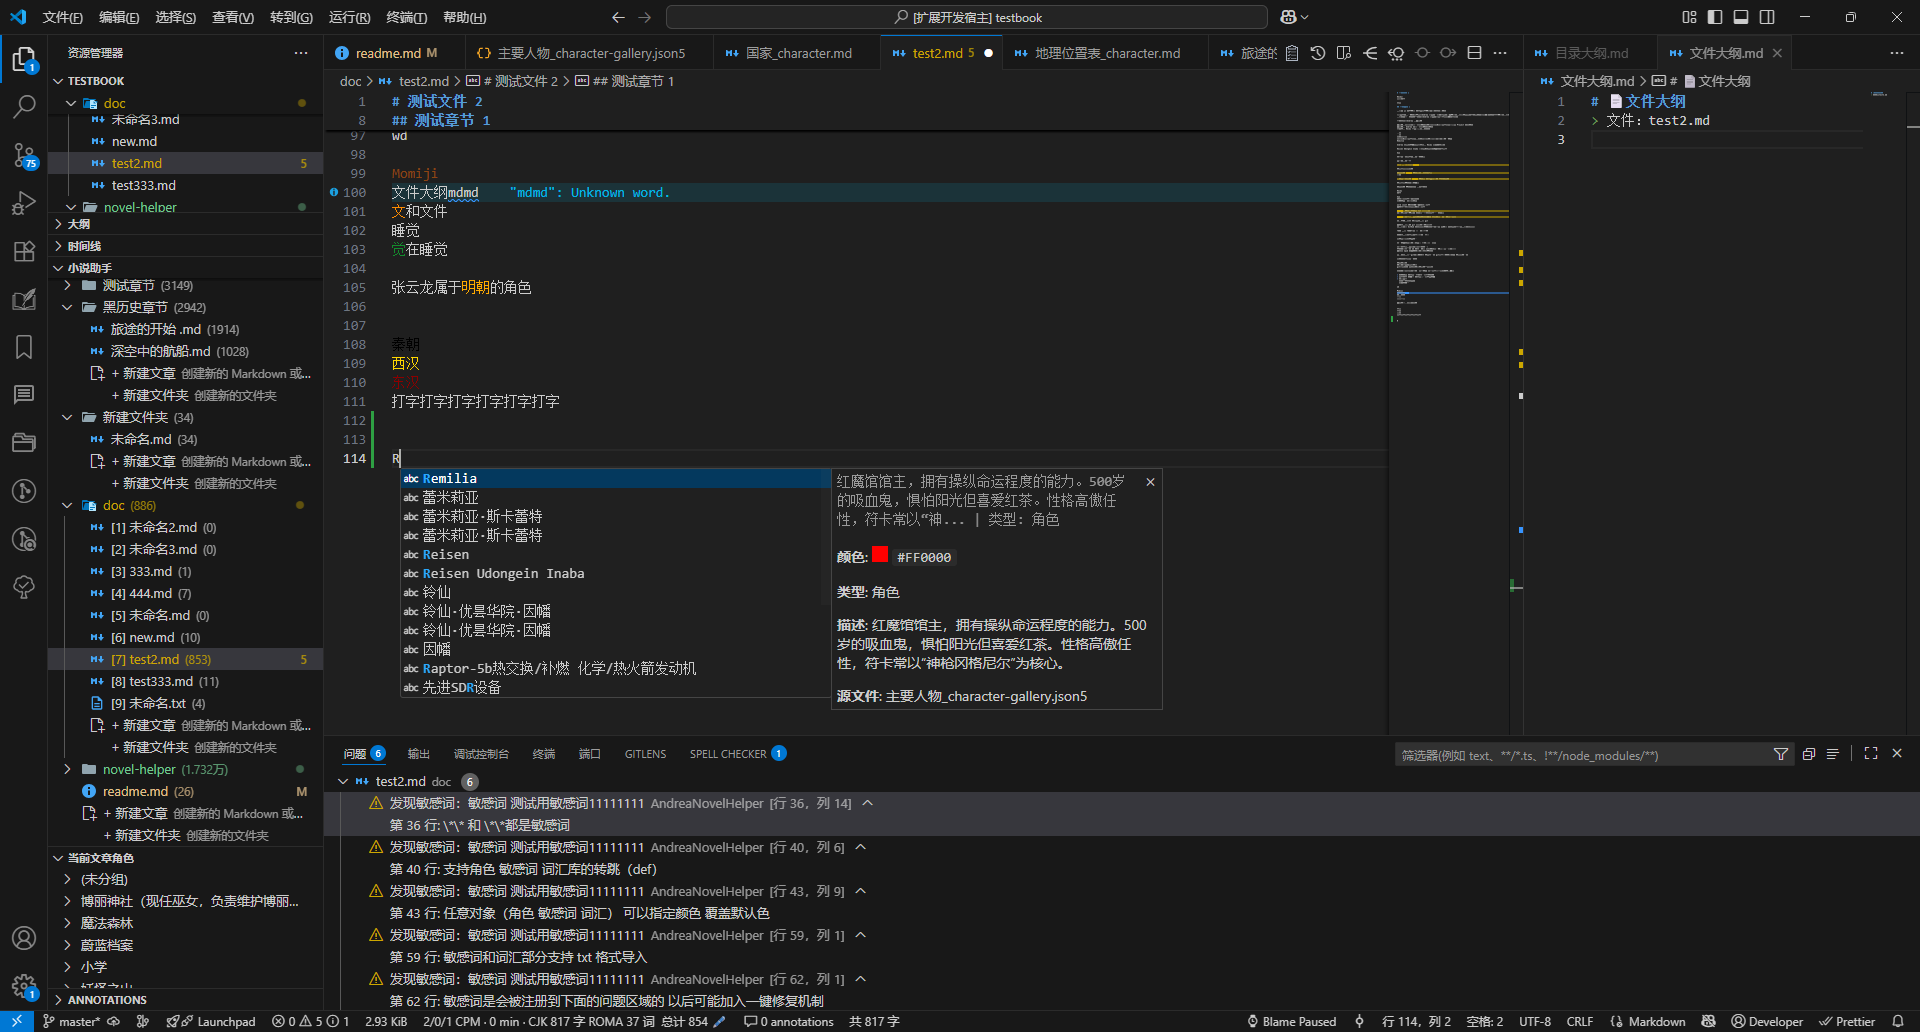 文件(F) 编辑(E) 选择(S) 查看(V) 转到(G) 运行(R) 终端(T) 帮助(H)
[扩展开发宿主] testbook
资源管理器
TESTBOOK
doc
未命名3.md
new.md
test2.md 5
test333.md
novel-helper
大纲
时间线
小说助手
测试章节 (3149)
黑历史章节 (2942)
旅途的开始 .md (1914)
深空中的航船.md (1028)
+ 新建文章 创建新的 Markdown 或...
+ 新建文件夹 创建新的文件夹
新建文件夹 (34)
未命名.md (34)
+ 新建文章 创建新的 Markdown 或...
+ 新建文件夹 创建新的文件夹
doc (886)
[1] 未命名2.md (0)
[2] 未命名3.md (0)
[3] 333.md (1)
[4] 444.md (7)
[5] 未命名.md (0)
[6] new.md (10)
[7] test2.md (853) 5
[8] test333.md (11)
[9] 未命名.txt (4)
+ 新建文章 创建新的 Markdown 或...
+ 新建文件夹 创建新的文件夹
novel-helper (1.732万)
readme.md (26) M
+ 新建文章 创建新的 Markdown 或...
+ 新建文件夹 创建新的文件夹
当前文章角色
(未分组)
博丽神社（现任巫女，负责维护博丽...
魔法森林
蔚蓝档案
小学
ANNOTATIONS
readme.md M
主要人物_character-gallery.json5
国家_character.md
test2.md 5
地理位置表_character.md
旅途的
doc > test2.md > # 测试文件 2 > ## 测试章节 1
1 # 测试文件 2
8 ## 测试章节 1
97 wd
98
99 Momiji
100 文件大纲mdmd "mdmd": Unknown word.
101 文和文件
102 睡觉
103 觉在睡觉
104
105 张云龙属于明朝的角色
106
107
108 秦朝
109 西汉
110 东汉
111 打字打字打字打字打字打字
112
113
114 R
abc Remilia
abc 蕾米莉亚
abc 蕾米莉亚·斯卡蕾特
abc 蕾米莉亚·斯卡蕾特
abc Reisen
abc Reisen Udongein Inaba
abc 铃仙
abc 铃仙·优昙华院·因幡
abc 铃仙·优昙华院·因幡
abc 因幡
abc Raptor-5b热交换/补燃 化学/热火箭发动机
abc 先进SDR设备
红魔馆馆主，拥有操纵命运程度的能力。500岁
的吸血鬼，惧怕阳光但喜爱红茶。性格高傲任
性，符卡常以“神... | 类型: 角色
颜色: #FF0000
类型: 角色
描述: 红魔馆馆主，拥有操纵命运程度的能力。500
岁的吸血鬼，惧怕阳光但喜爱红茶。性格高傲任
性，符卡常以“神枪冈格尼尔”为核心。
源文件: 主要人物_character-gallery.json5
目录大纲.md
文件大纲.md
文件大纲.md > # 文件大纲
1 # 文件大纲
2 > 文件：test2.md
3
问题 6 输出 调试控制台 终端 端口 GITLENS SPELL CHECKER 1
筛选器(例如 text、**/*.ts、!**/node_modules/**)
test2.md doc 6
发现敏感词：敏感词 测试用敏感词11111111 AndreaNovelHelper [行 36，列 14]
第 36 行: \*\* 和 \*\*都是敏感词
发现敏感词：敏感词 测试用敏感词11111111 AndreaNovelHelper [行 40，列 6]
第 40 行: 支持角色 敏感词 词汇库的转跳（def）
发现敏感词：敏感词 测试用敏感词11111111 AndreaNovelHelper [行 43，列 9]
第 43 行: 任意对象（角色 敏感词 词汇） 可以指定颜色 覆盖默认色
发现敏感词：敏感词 测试用敏感词11111111 AndreaNovelHelper [行 59，列 1]
第 59 行: 敏感词和词汇部分支持 txt 格式导入
发现敏感词：敏感词 测试用敏感词11111111 AndreaNovelHelper [行 62，列 1]
第 62 行: 敏感词是会被注册到下面的问题区域的 以后可能加入一键修复机制
1 75 1
master* Launchpad 0 5 1 2.93 KiB 2/0/1 CPM · 0 min · CJK 817 字 ROMA 37 词 总计 854 0 annotations 共 817 字
Blame Paused 行 114，列 2 空格: 2 UTF-8 CRLF Markdown Developer Prettier